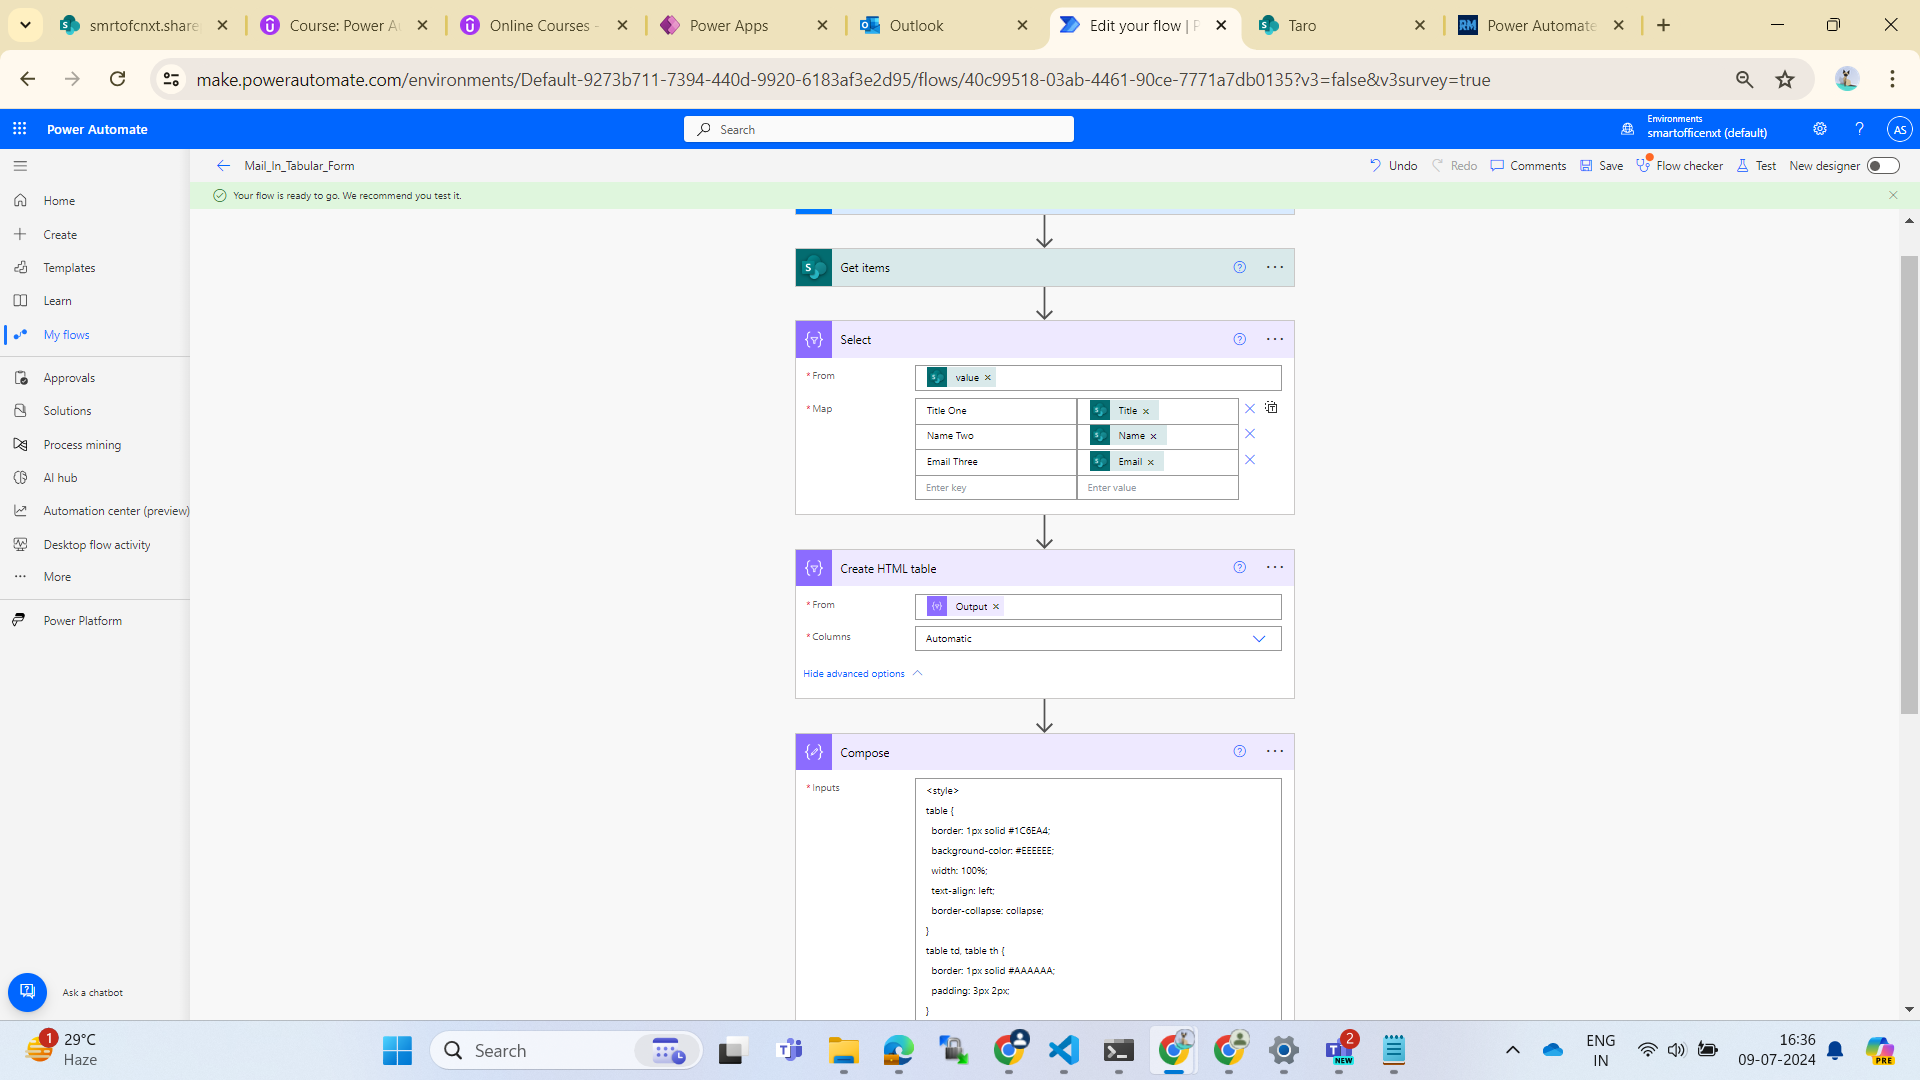 smrtofcnxt.share
Course: Power A
Online Courses -
Power Apps
Outlook
Edit your flow | P
Taro
RM
Power Automate
make.powerautomate.com/environments/Default-9273b711-7394-440d-9920-6183af3e2d95/flows/40c99518-03ab-4461-90ce-7771a7db0135?v3=false&v3survey=true
Power Automate
Search
Environments
smartofficenxt (default)
AS
Mail_In_Tabular_Form
Undo
Redo
Comments
Save
Flow checker
Test
New designer
Your flow is ready to go. We recommend you test it.
Home
Create
Templates
Learn
My flows
Approvals
Solutions
Process mining
AI hub
Automation center (preview)
Desktop flow activity
More
Power Platform
Ask a chatbot
Get items
Select
* From
value
* Map
Title One
Title
Name Two
Name
Email Three
Email
Enter key
Enter value
Create HTML table
* From
Output
* Columns
Automatic
Hide advanced options
Compose
* Inputs
<style>
table {
border: 1px solid #1C6EA4;
background-color: #EEEEEE;
width: 100%;
text-align: left;
border-collapse: collapse;
}
table td, table th {
border: 1px solid #AAAAAA;
padding: 3px 2px;
}
1
29°C
Haze
Search
2
NEW
ENG
IN
16:36
09-07-2024
PRE